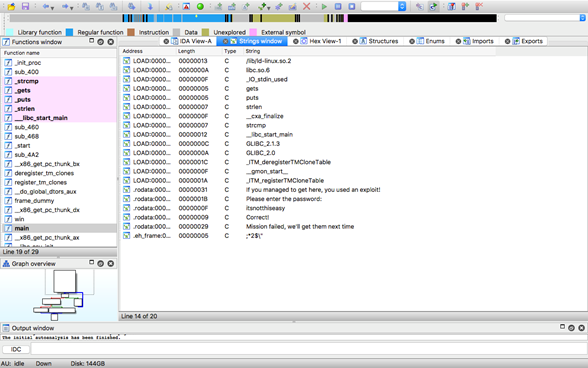 Library function Regular function Instruction Data Unexplored External symbol
Functions window
IDA View-A Strings window Hex View-1 Structures Enums Imports Exports
Function name
_init_proc
sub_400
_strcmp
_gets
_puts
_strlen
___libc_start_main
sub_460
sub_468
_start
sub_4A2
__x86_get_pc_thunk_bx
deregister_tm_clones
register_tm_clones
__do_global_dtors_aux
frame_dummy
__x86_get_pc_thunk_dx
win
main
__x86_get_pc_thunk_ax
Line 19 of 29
Graph overview
Address Length Type String
LOAD:0000... 00000013 C /lib/ld-linux.so.2
LOAD:0000... 0000000A C libc.so.6
LOAD:0000... 0000000F C _IO_stdin_used
LOAD:0000... 00000005 C gets
LOAD:0000... 00000005 C puts
LOAD:0000... 00000007 C strlen
LOAD:0000... 0000000F C __cxa_finalize
LOAD:0000... 00000007 C strcmp
LOAD:0000... 00000012 C __libc_start_main
LOAD:0000... 0000000C C GLIBC_2.1.3
LOAD:0000... 0000000A C GLIBC_2.0
LOAD:0000... 0000001C C _ITM_deregisterTMCloneTable
LOAD:0000... 0000000F C __gmon_start__
LOAD:0000... 0000001A C _ITM_registerTMCloneTable
.rodata:000... 00000031 C If you managed to get here, you used an exploit!
.rodata:000... 0000001B C Please enter the password:
.rodata:000... 0000000F C itsnotthiseasy
.rodata:000... 00000009 C Correct!
.rodata:000... 00000029 C Mission failed, we'll get them next time
.eh_frame:0... 00000005 C ;*2$\"
Line 14 of 20
Output window
The initial autoanalysis has been finished.
IDC
AU: idle Down Disk: 144GB